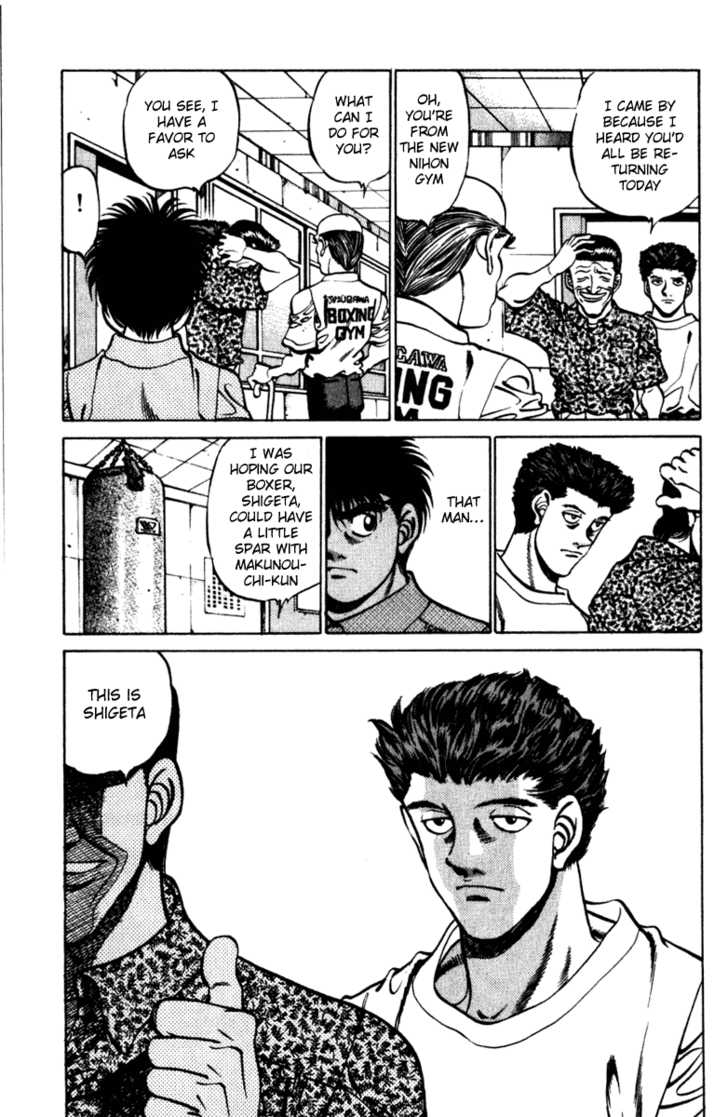 I CAME BY
BECAUSE I
HEARD YOU'D
ALL BE RE-
TURNING
TODAY
OH,
YOU'RE
FROM
THE NEW
NIHON
GYM
GAWA
ING
WHAT
CAN I
DO FOR
YOU?
YOU SEE, I
HAVE A
FAVOR TO
ASK
!
BOXING
GYM
THAT
MAN...
I WAS
HOPING OUR
BOXER,
SHIGETA,
COULD HAVE
A LITTLE
SPAR WITH
MAKUNOU-
CHI-KUN
THIS IS
SHIGETA